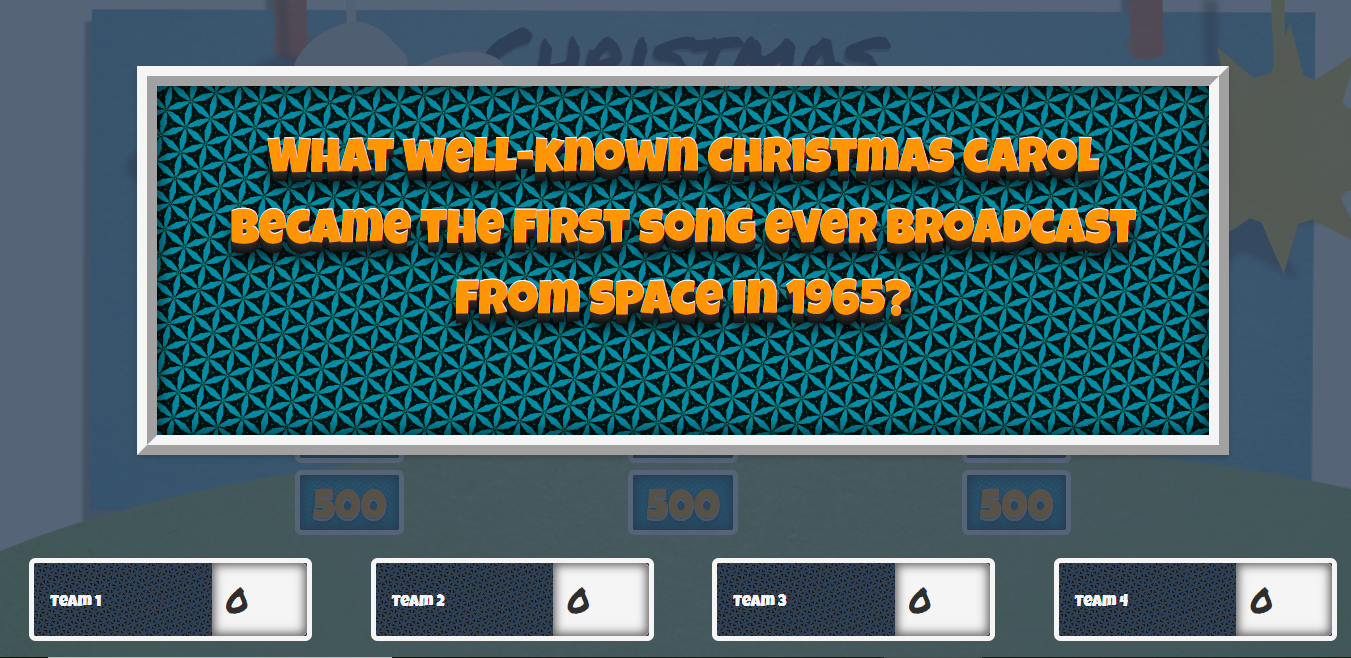 CHRISTMAS
WHAT WELL-KNOWN CHRISTMAS CAROL
BECAME THE FIRST SONG EVER BROADCAST
FROM SPACE IN 1965?
500 500 500
TEAM 1 0 TEAM 2 0 TEAM 3 0 TEAM 4 0